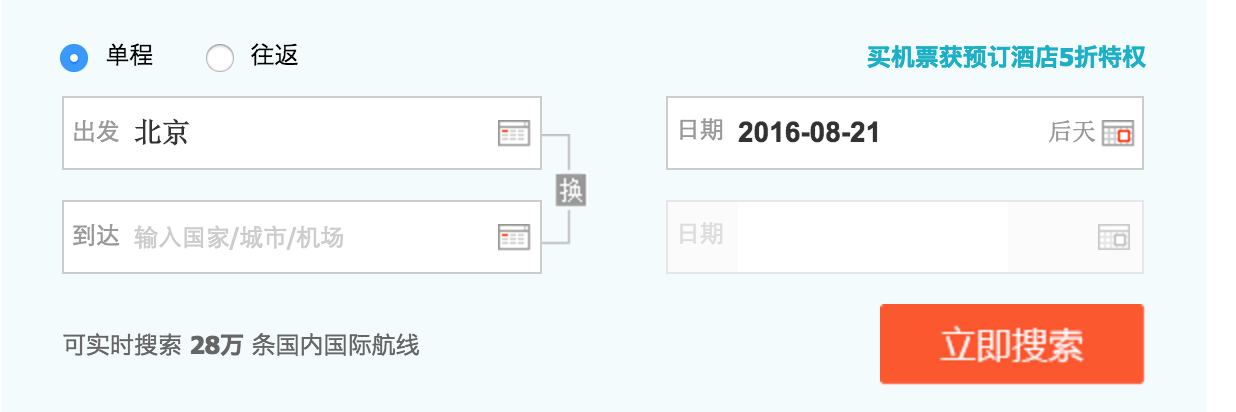 单程 往返 买机票获预订酒店5折特权
出发 北京 日期 2016-08-21 后天
换
到达 输入国家/城市/机场 日期
可实时搜索 28万 条国内国际航线 立即搜索